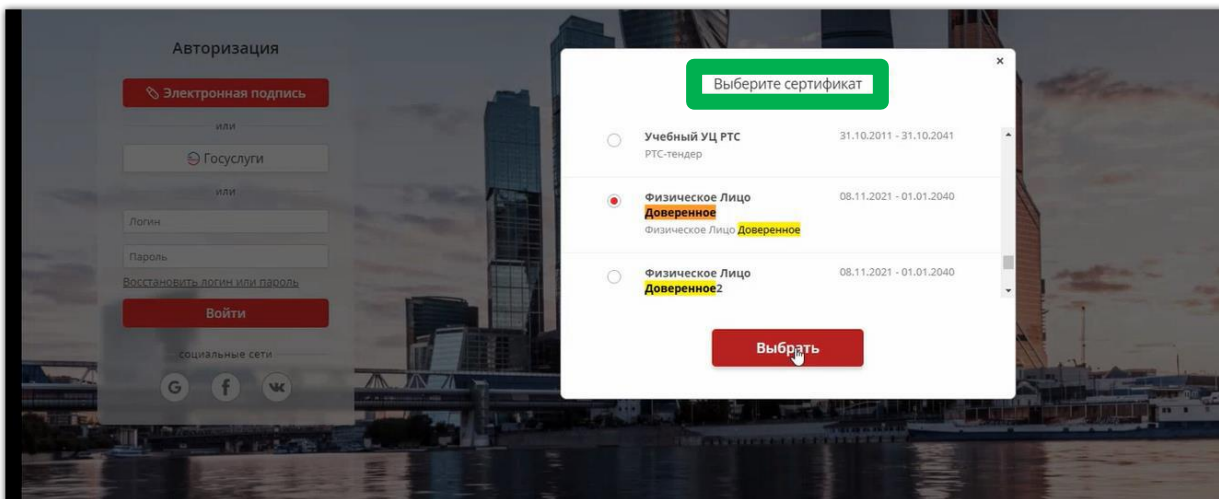 Авторизация
Электронная подпись
или
Госуслуги
или
Логин
Пароль
Восстановить логин или пароль
Войти
социальные сети
G f
×
Выберите сертификат
Учебный УЦ РТС 31.10.2011 - 31.10.2041
РТС-тендер
Физическое Лицо 08.11.2021 - 01.01.2040
Доверенное
Физическое Лицо Доверенное
Физическое Лицо 08.11.2021 - 01.01.2040
Доверенное2
Выбрать